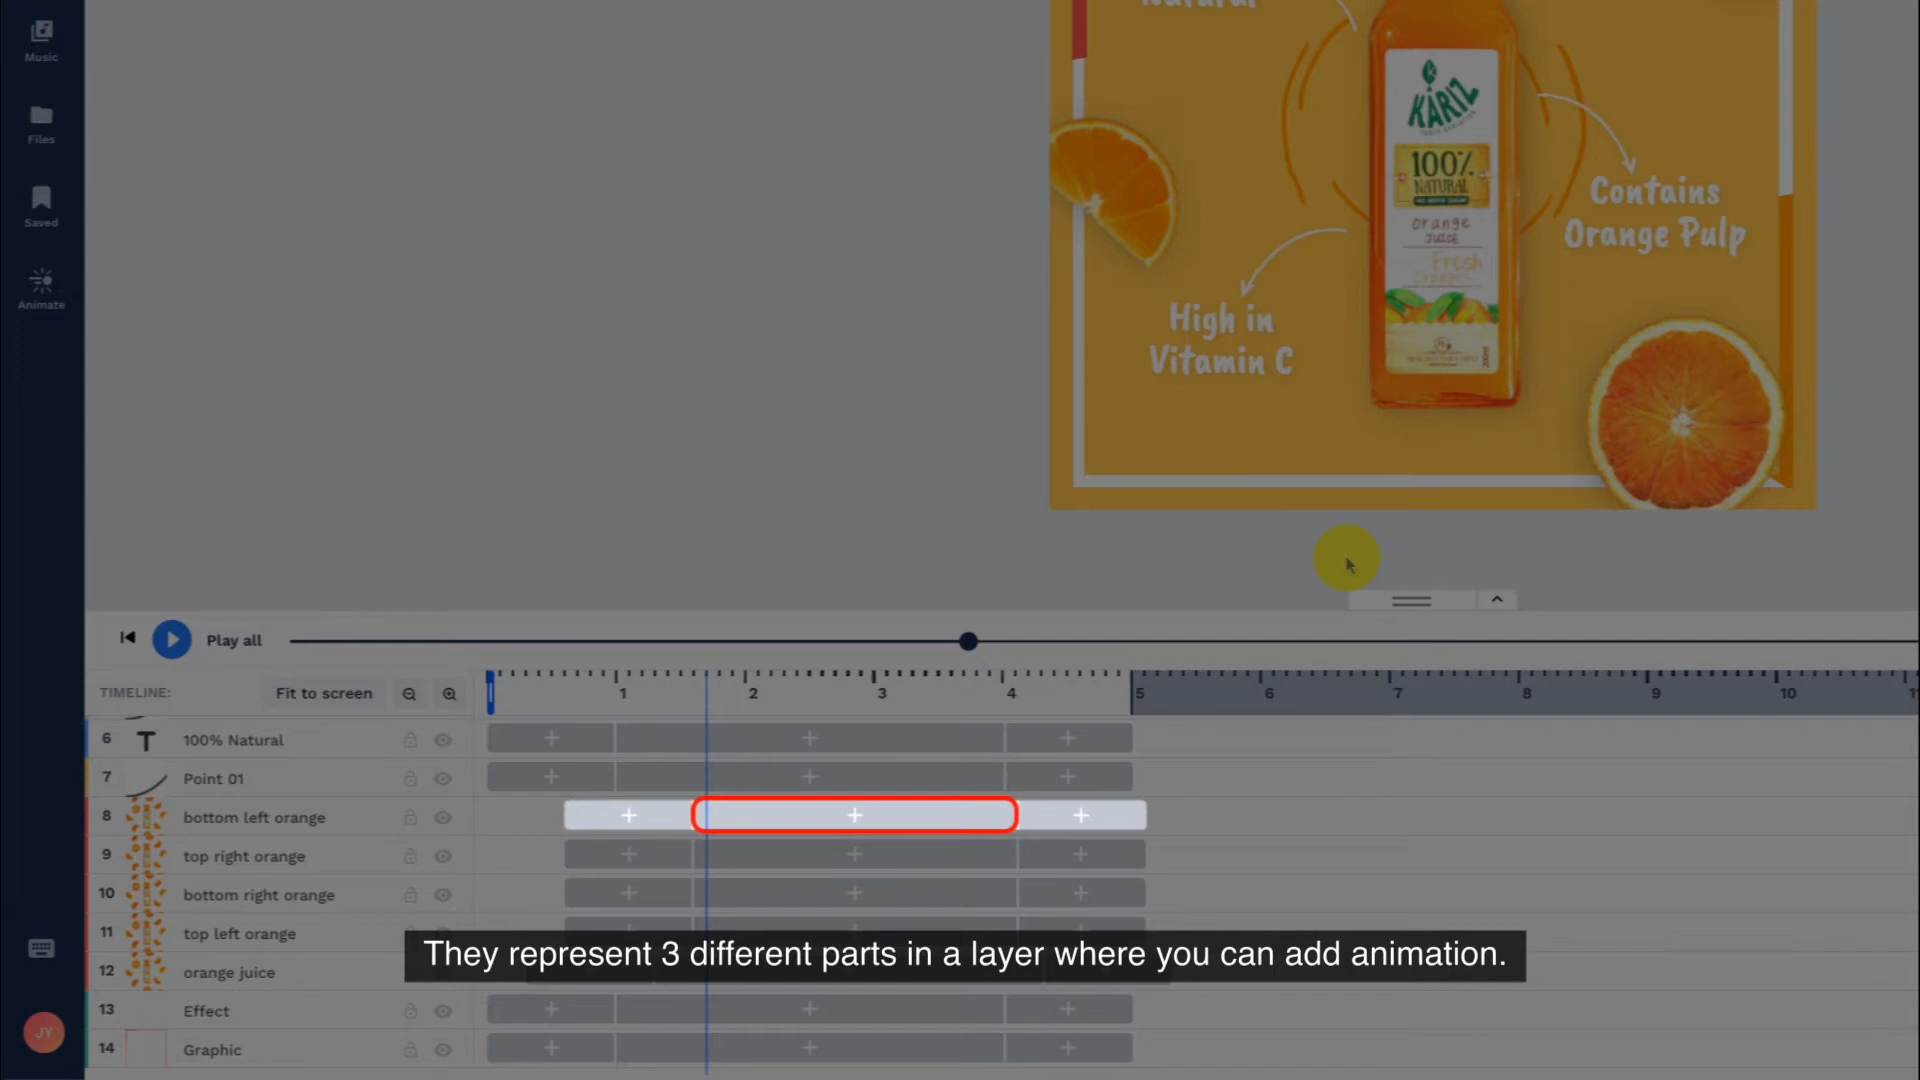 Music
Files
Saved
Animate
JY
Natural
KARIZ
100%
NATURAL
orange
juice
Fresh
Contains
Orange Pulp
High in
Vitamin C
Play all
TIMELINE:
Fit to screen
1 2 3 4 5 6 7 8 9 10
6 T 100% Natural
7 Point 01
8 bottom left orange
9 top right orange
10 bottom right orange
11 top left orange
They represent 3 different parts in a layer where you can add animation.
12 orange juice
13 Effect
14 Graphic